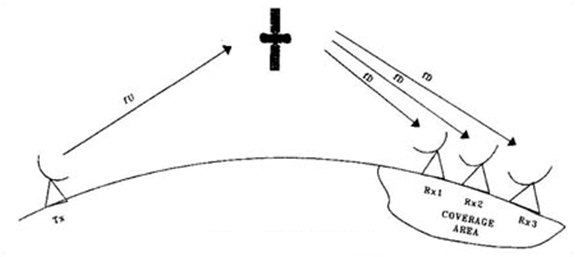 fU
fD
fD
fD
Tx
Rx1
Rx2
Rx3
COVERAGE
AREA